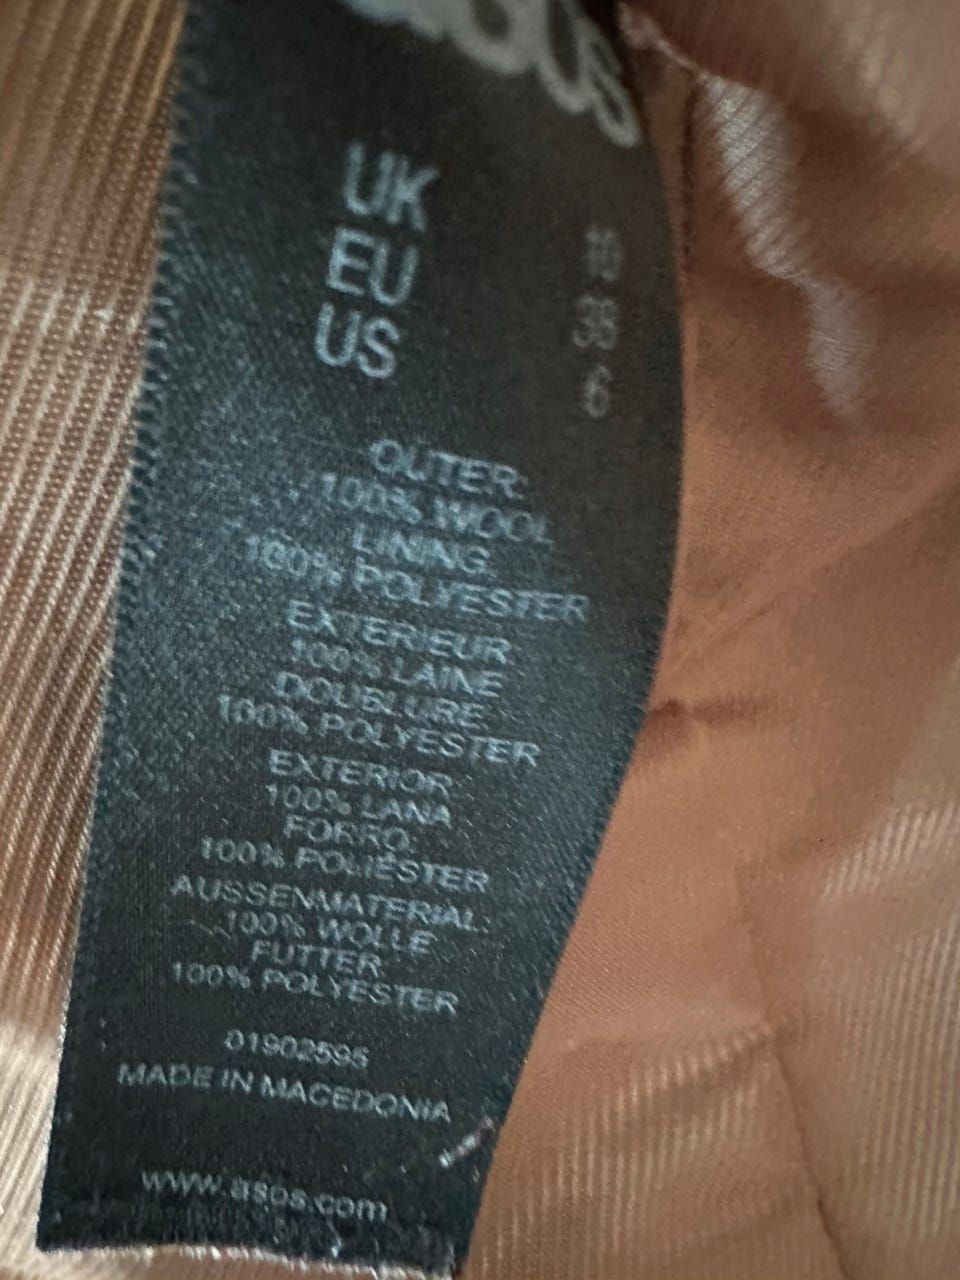 asos
UK 10
EU 38
US 6
OUTER:
100% WOOL
LINING:
100% POLYESTER
EXTERIEUR:
100% LAINE
DOUBLURE:
100% POLYESTER
EXTERIOR:
100% LANA
FORRO:
100% POLIÉSTER
AUSSENMATERIAL:
100% WOLLE
FUTTER:
100% POLYESTER
01902595
MADE IN MACEDONIA
www.asos.com